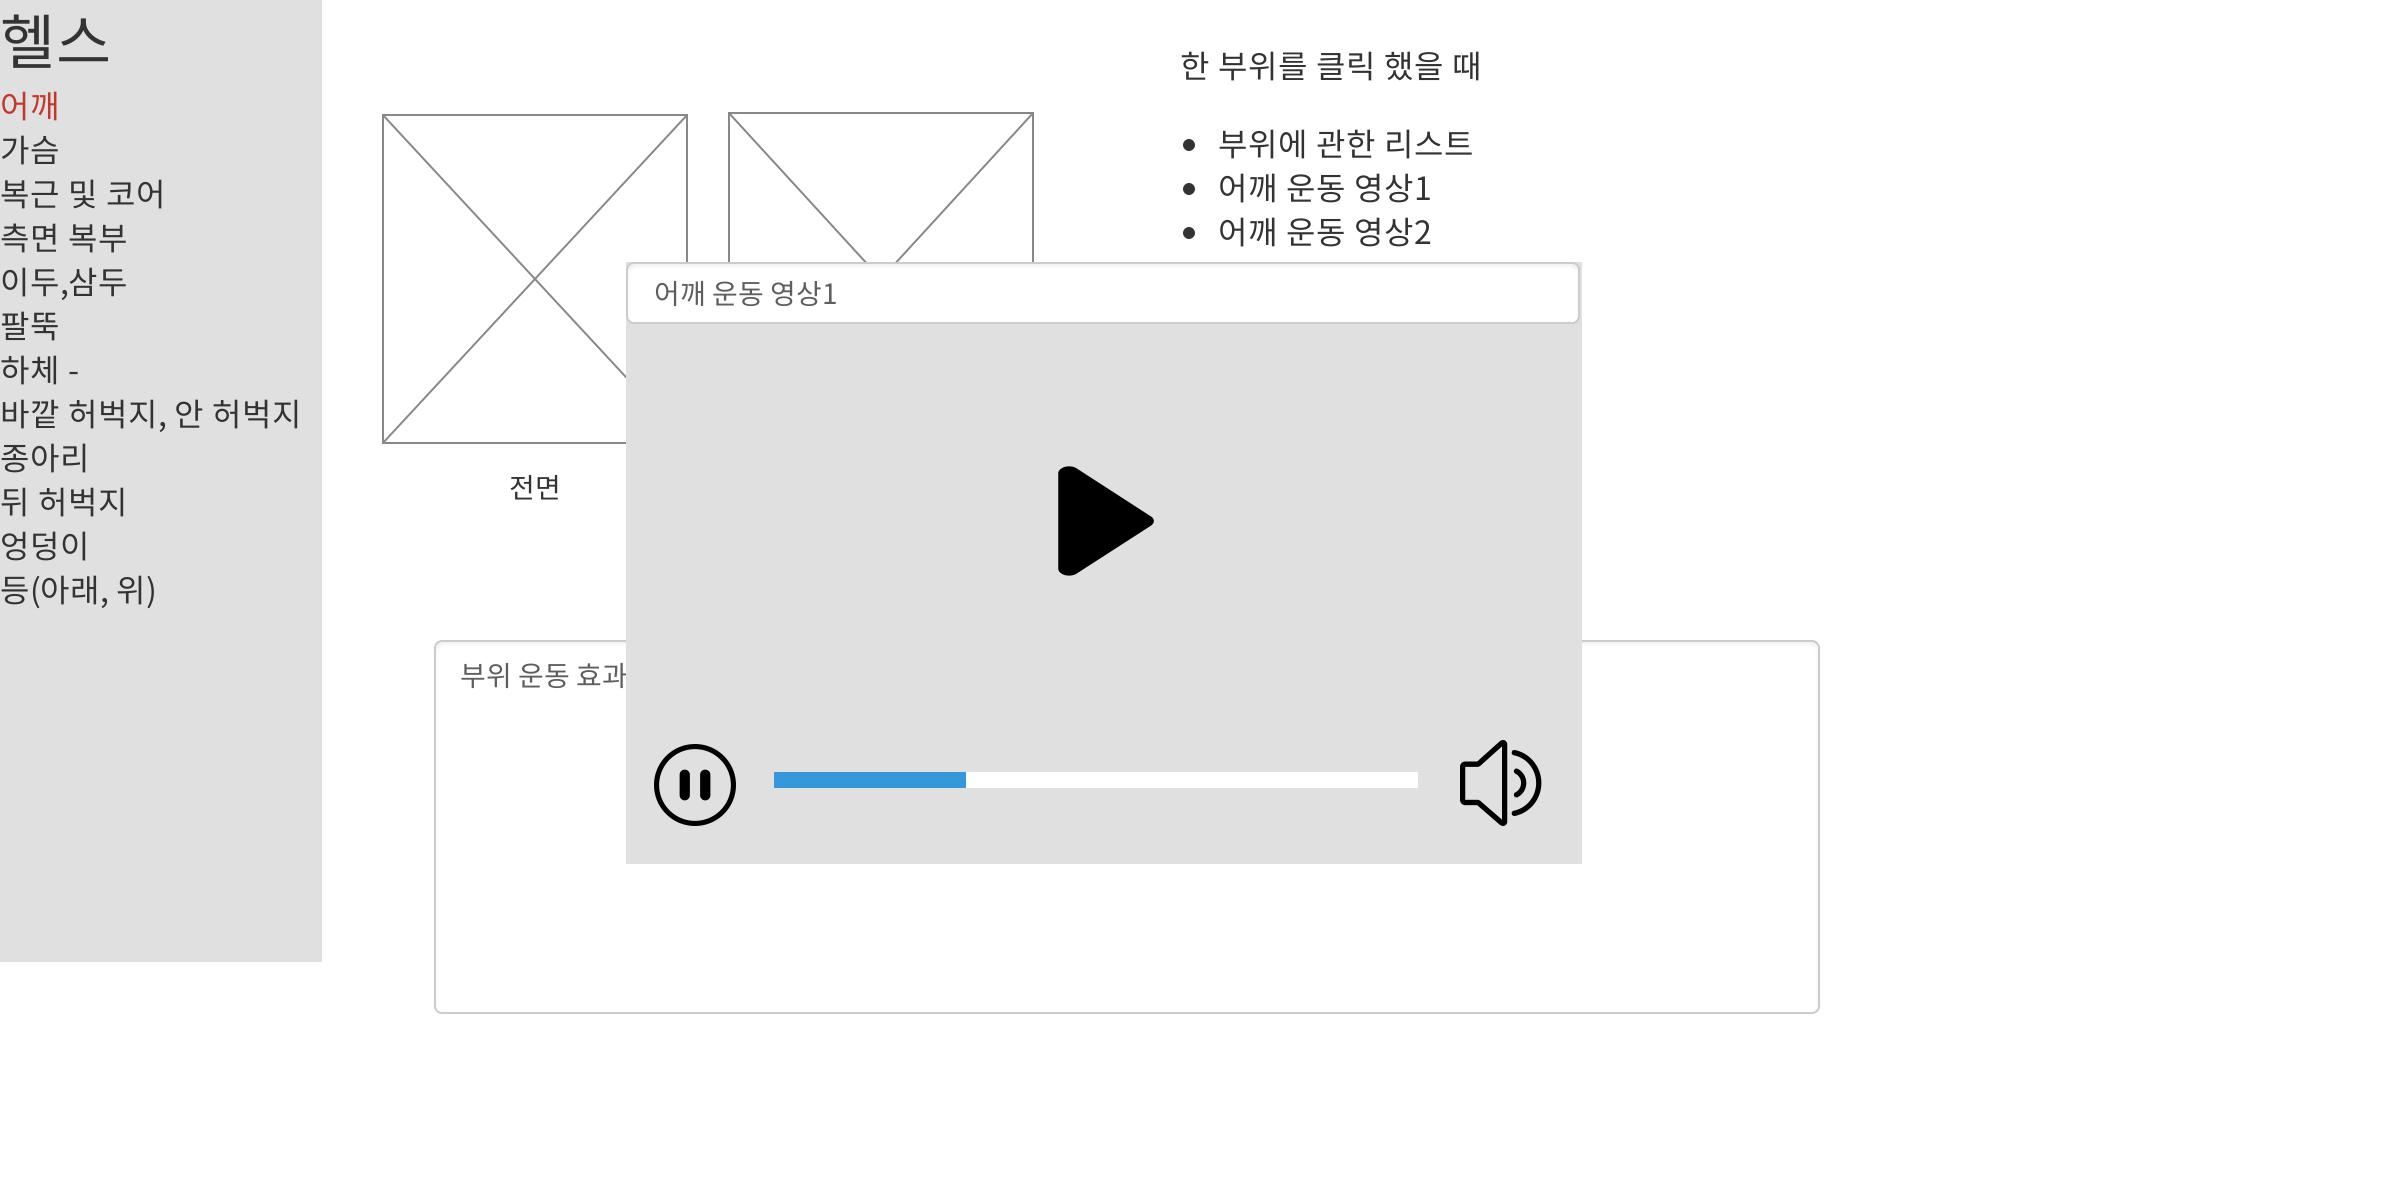 헬스
어깨
가슴
복근 및 코어
측면 복부
이두,삼두
팔뚝
하체 -
바깥 허벅지, 안 허벅지
종아리
뒤 허벅지
엉덩이
등(아래, 위)
한 부위를 클릭 했을 때
부위에 관한 리스트
어깨 운동 영상1
어깨 운동 영상2
어깨 운동 영상1
전면
부위 운동 효과